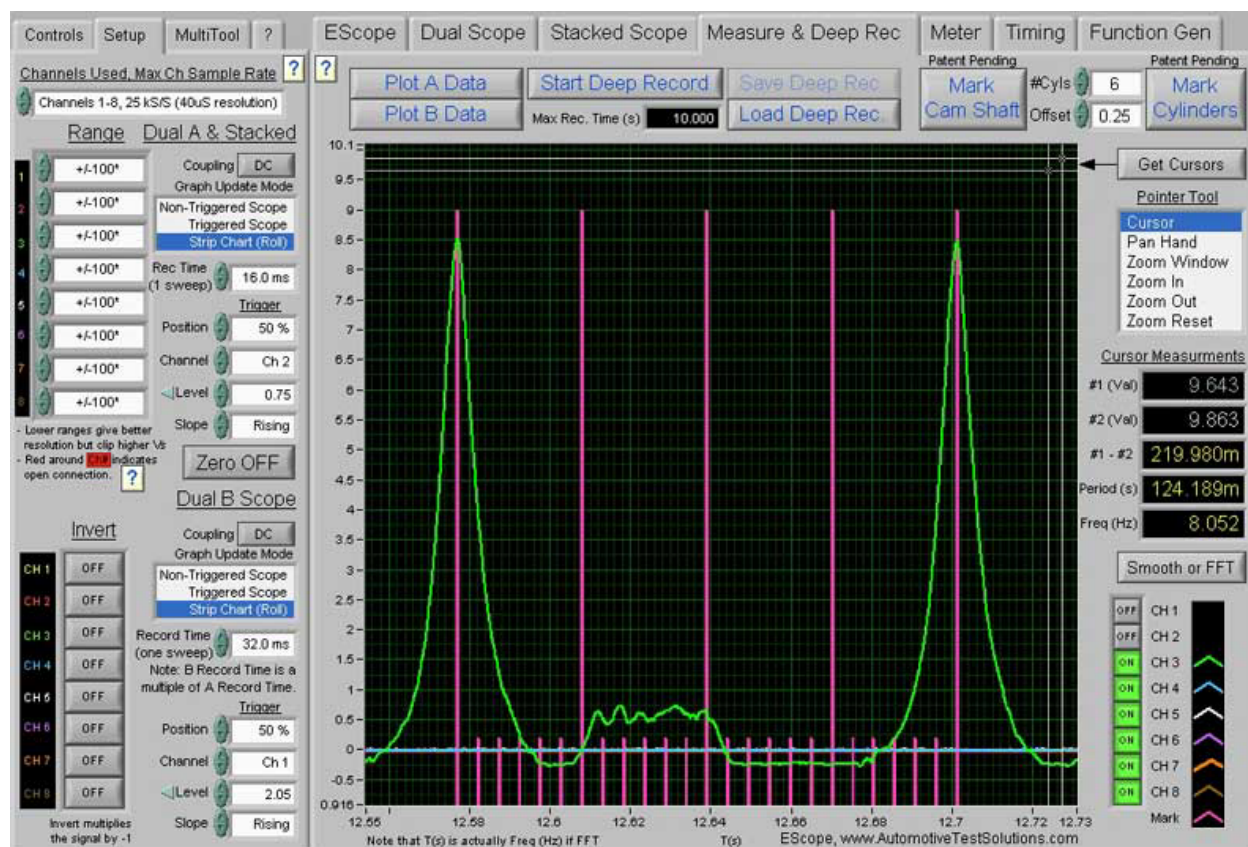 Controls Setup MultiTool ?
EScope Dual Scope Stacked Scope Measure & Deep Rec Meter Timing Function Gen
Channels Used, Max Ch Sample Rate ?
Channels 1-8, 25 kS/S (40uS resolution)
Range Dual A & Stacked
1 +/-100*
2 +/-100*
3 +/-100*
4 +/-100*
5 +/-100*
6 +/-100*
7 +/-100*
8 +/-100*
Coupling DC
Graph Update Mode
Non-Triggered Scope
Triggered Scope
Strip Chart (Roll)
Rec Time
(1 sweep) 16.0 ms
Trigger
Position 50 %
Channel Ch 2
Level 0.75
Slope Rising
- Lower ranges give better
resolution but clip higher Vs
- Red around CH# indicates
open connection. ?
Zero OFF
Dual B Scope
Invert
CH 1 OFF
CH 2 OFF
CH 3 OFF
CH 4 OFF
CH 5 OFF
CH 6 OFF
CH 7 OFF
CH 8 OFF
Invert multiplies
the signal by -1
Coupling DC
Graph Update Mode
Non-Triggered Scope
Triggered Scope
Strip Chart (Roll)
Record Time
(one sweep) 32.0 ms
Note: B Record Time is a
multiple of A Record Time.
Trigger
Position 50 %
Channel Ch 1
Level 2.05
Slope Rising
?
Plot A Data Start Deep Record Save Deep Rec
Plot B Data Max Rec. Time (s) 10.000 Load Deep Rec
Patent Pending
Mark
Cam Shaft
#Cyls 6
Offset 0.25
Patent Pending
Mark
Cylinders
10.1
9.5
9
8.5
8
7.5
7
6.5
6
5.5
5
4.5
4
3.5
3
2.5
2
1.5
1
0.5
0
-0.5
0.916
12.56 12.58 12.6 12.62 12.64 12.66 12.68 12.7 12.72 12.73
Note that T(s) is actually Freq (Hz) if FFT T(s) EScope, www.AutomotiveTestSolutions.com
Get Cursors
Pointer Tool
Cursor
Pan Hand
Zoom Window
Zoom In
Zoom Out
Zoom Reset
Cursor Measurments
#1 (Val) 9.643
#2 (Val) 9.863
#1 - #2 219.980m
Period (s) 124.189m
Freq (Hz) 8.052
Smooth or FFT
OFF CH 1
OFF CH 2
ON CH 3
ON CH 4
ON CH 5
ON CH 6
ON CH 7
ON CH 8
Mark